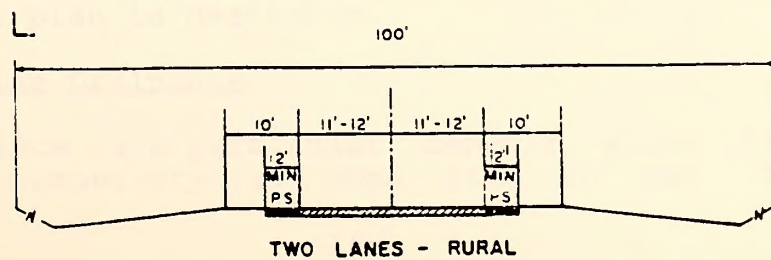 100'
10' 11'-12' 11'-12' 10'
2' 2'
MIN MIN
PS PS
TWO LANES - RURAL